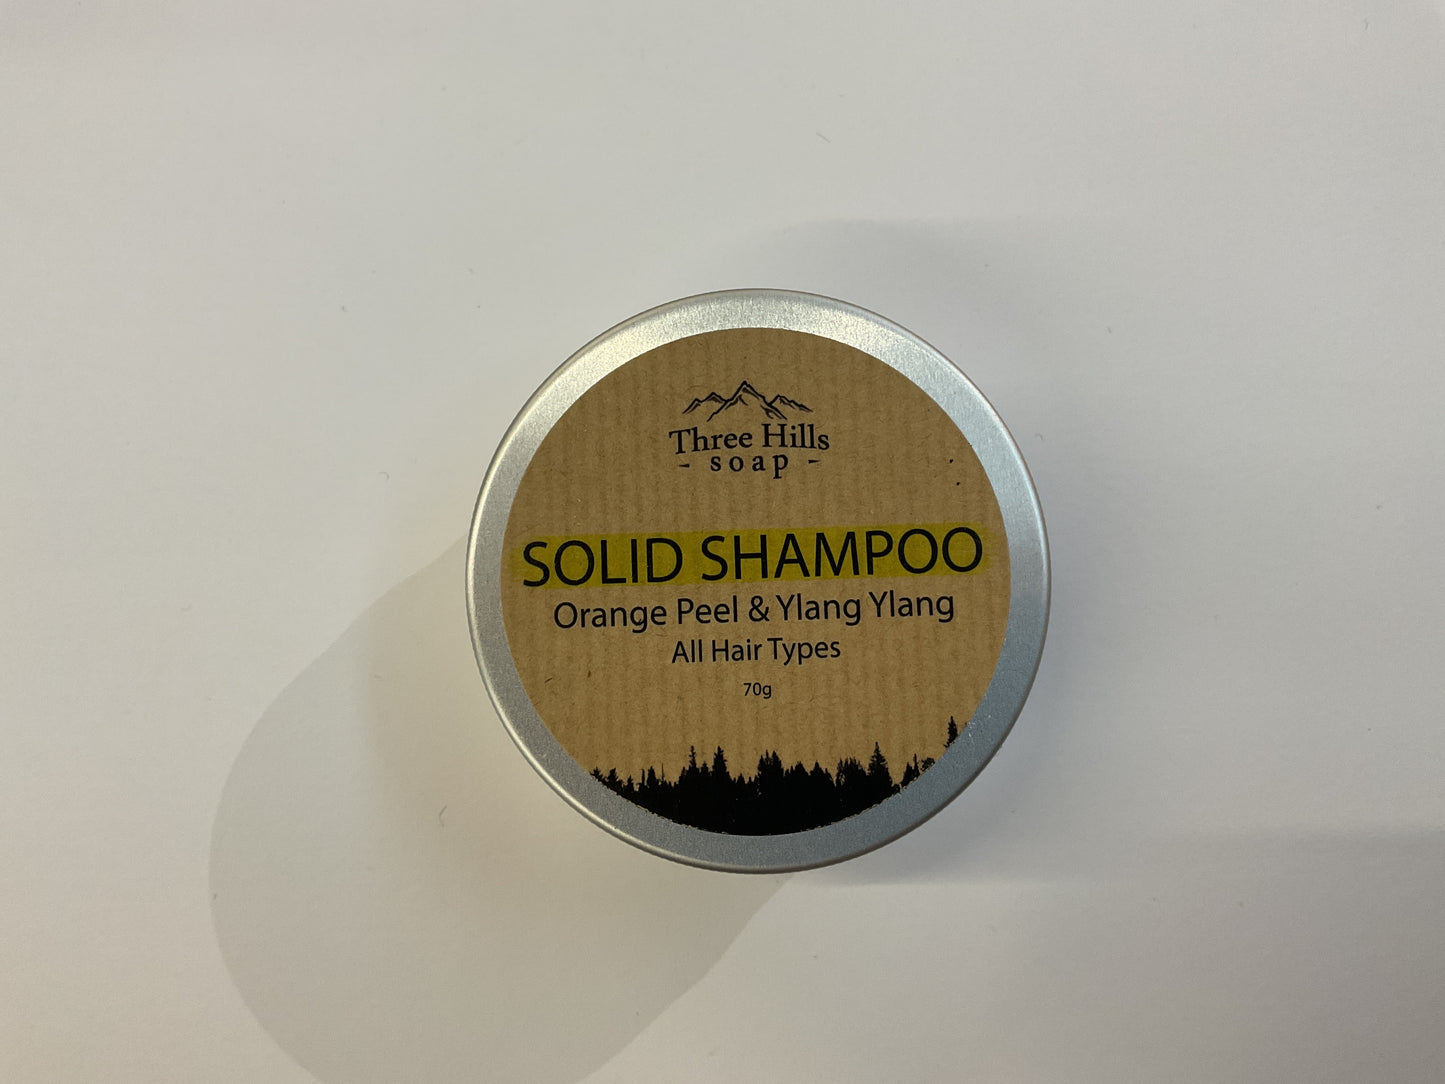 Three Hills
- soap -
SOLID SHAMPOO
Orange Peel & Ylang Ylang
All Hair Types
70g